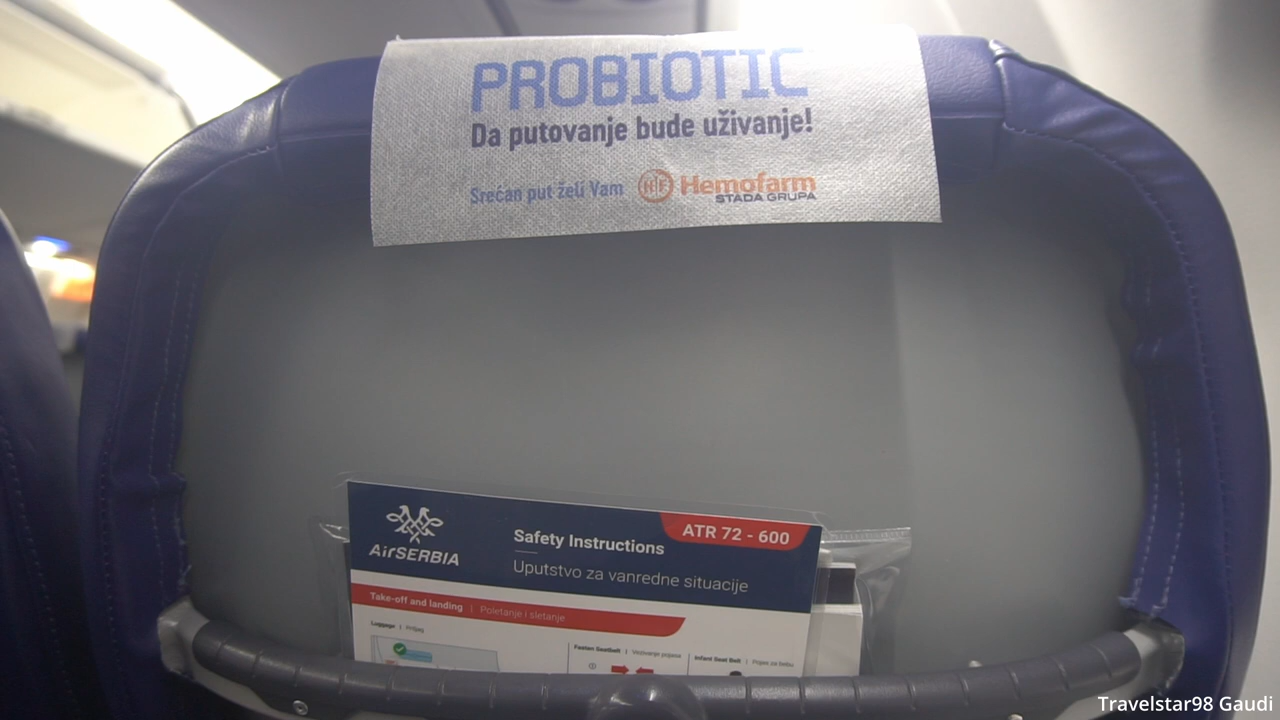 PROBIOTIC
Da putovanje bude uživanje!
Srećan put želi Vam HF Hemofarm
STADA GRUPA
AirSERBIA
Safety Instructions
ATR 72 - 600
Uputstvo za vanredne situacije
Take-off and landing | Poletanje i sletanje
Luggage | Prtljag
Fasten Seatbelt | Vezivanje pojasa
Infant Seat Belt | Pojas za bebu
Travelstar98 Gaudi